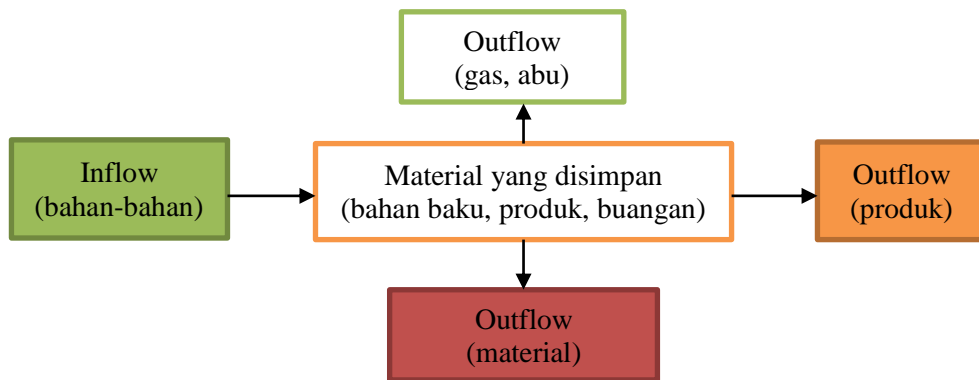 Outflow
(gas, abu)
Inflow
(bahan-bahan)
Material yang disimpan
(bahan baku, produk, buangan)
Outflow
(produk)
Outflow
(material)